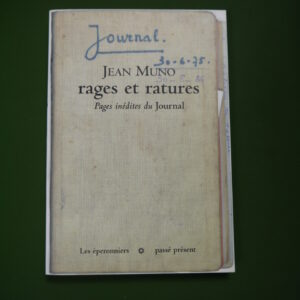 Journal.
30-6-75.
JEAN MUNO
rages et ratures
Pages inédites du Journal
Les éperonniers passé présent